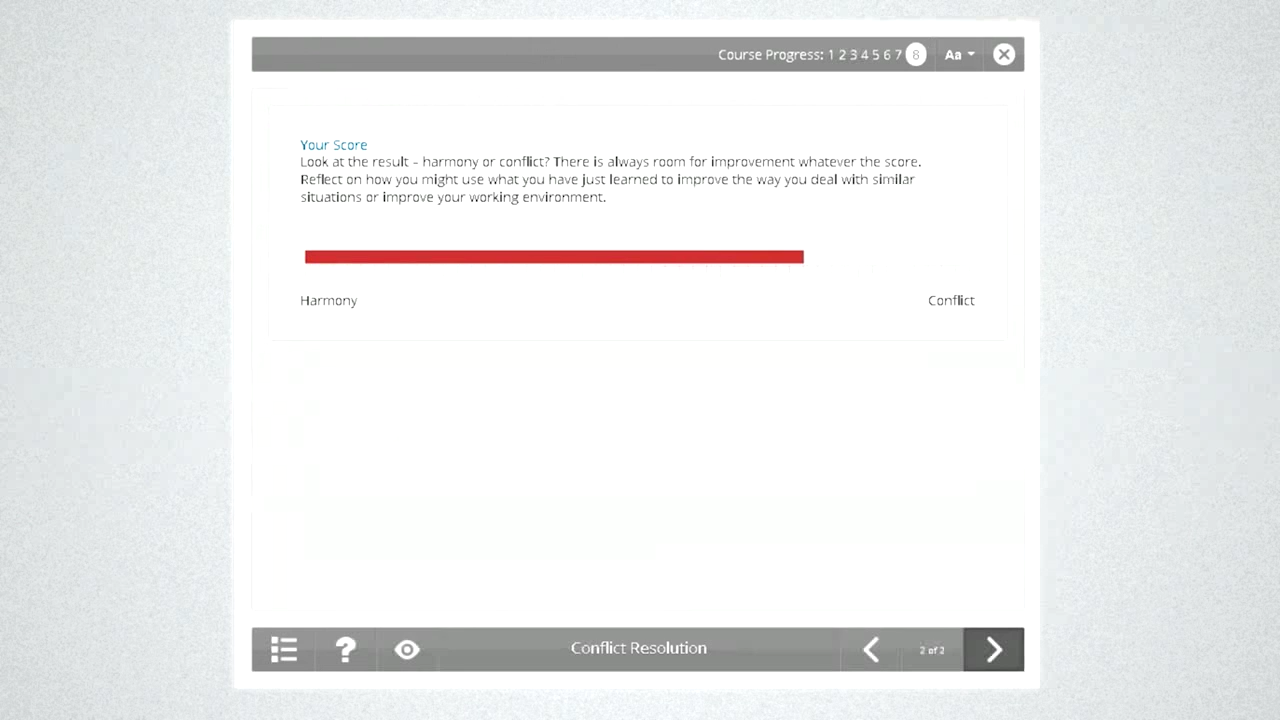 Course Progress: 1 2 3 4 5 6 7 8 Aa
Your Score
Look at the result - harmony or conflict? There is always room for improvement whatever the score.
Reflect on how you might use what you have just learned to improve the way you deal with similar
situations or improve your working environment.
Harmony Conflict
? Conflict Resolution 2 of 2